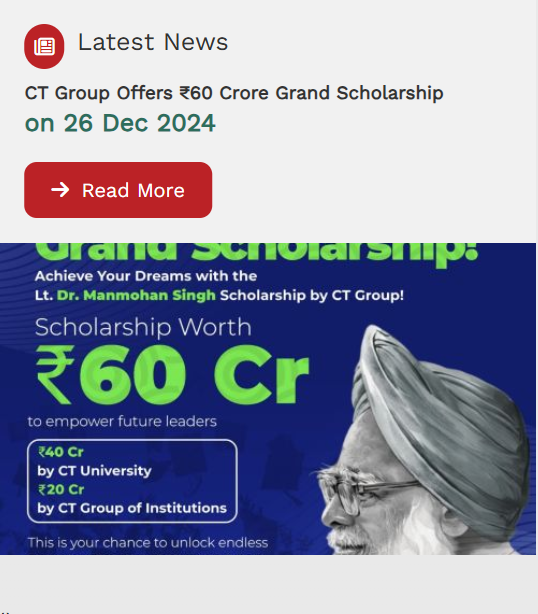 Latest News
CT Group Offers ₹60 Crore Grand Scholarship
on 26 Dec 2024
Read More
Grand Scholarship!
Achieve Your Dreams with the
Lt. Dr. Manmohan Singh Scholarship by CT Group!
Scholarship Worth
₹60 Cr
to empower future leaders
₹40 Cr
by CT University
₹20 Cr
by CT Group of Institutions
This is your chance to unlock endless